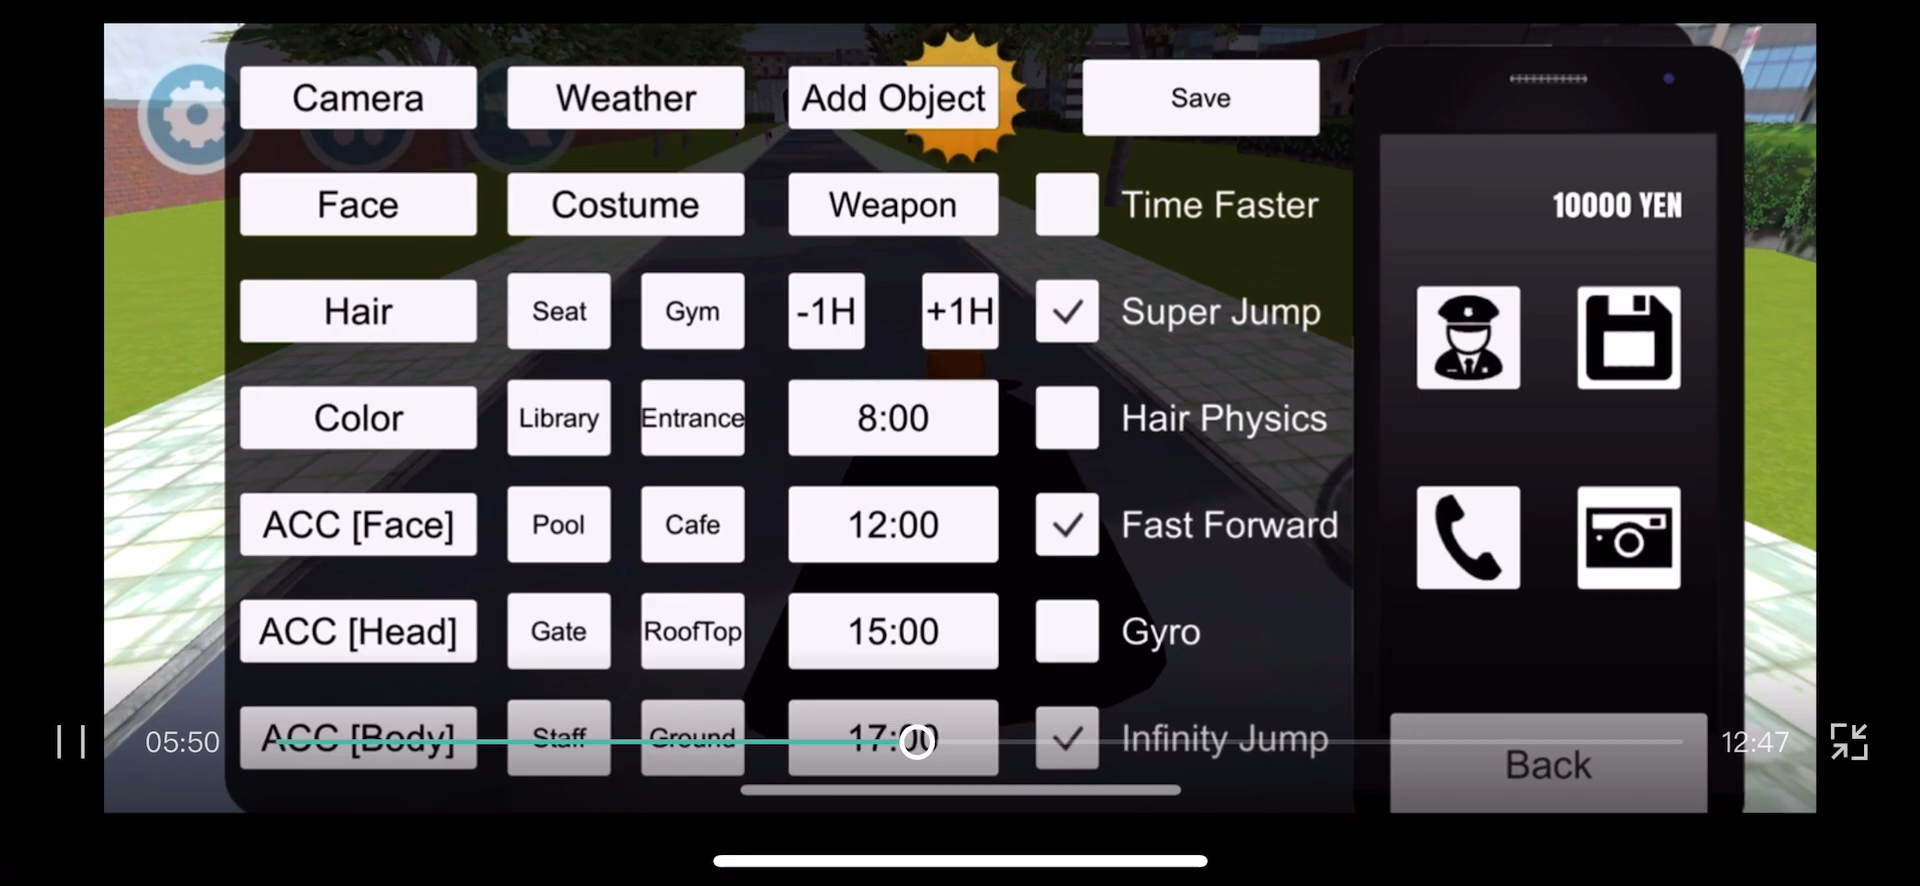 Camera Weather Add Object Save
Face Costume Weapon Time Faster
10000 YEN
Hair Seat Gym -1H +1H Super Jump
Color Library Entrance 8:00 Hair Physics
ACC [Face] Pool Cafe 12:00 Fast Forward
ACC [Head] Gate RoofTop 15:00 Gyro
05:50 ACC [Body] Staff Ground 17:00 Infinity Jump 12:47
Back